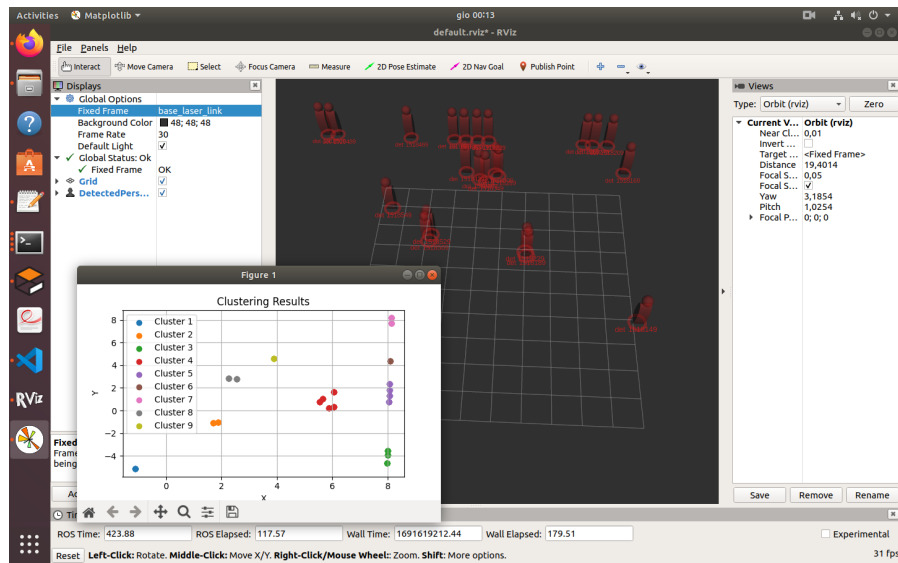 Activities Matplotlib gio 00:13
default.rviz* - RViz
File Panels Help
Interact Move Camera Select Focus Camera Measure 2D Pose Estimate 2D Nav Goal Publish Point
Displays
Global Options
Fixed Frame base_laser_link
Background Color 48; 48; 48
Frame Rate 30
Default Light
Global Status: Ok
Fixed Frame OK
Grid
DetectedPers...
Views
Type: Orbit (rviz) Zero
Current V... Orbit (rviz)
Near Cl... 0,01
Invert ...
Target ... <Fixed Frame>
Distance 19,4014
Focal S... 0,05
Focal S...
Yaw 3,1854
Pitch 1,0254
Focal P... 0; 0; 0
Save Remove Rename
Figure 1
Clustering Results
Cluster 1
Cluster 2
Cluster 3
Cluster 4
Cluster 5
Cluster 6
Cluster 7
Cluster 8
Cluster 9
8
6
4
2
0
−2
−4
Y
0 2 4 6 8
X
Fixed
Frame
being
Ad
Tir
ROS Time: 423.88 ROS Elapsed: 117.57 Wall Time: 1691619212.44 Wall Elapsed: 179.51 Experimental
Reset Left-Click: Rotate. Middle-Click: Move X/Y. Right-Click/Mouse Wheel:: Zoom. Shift: More options. 31 fps
RViz